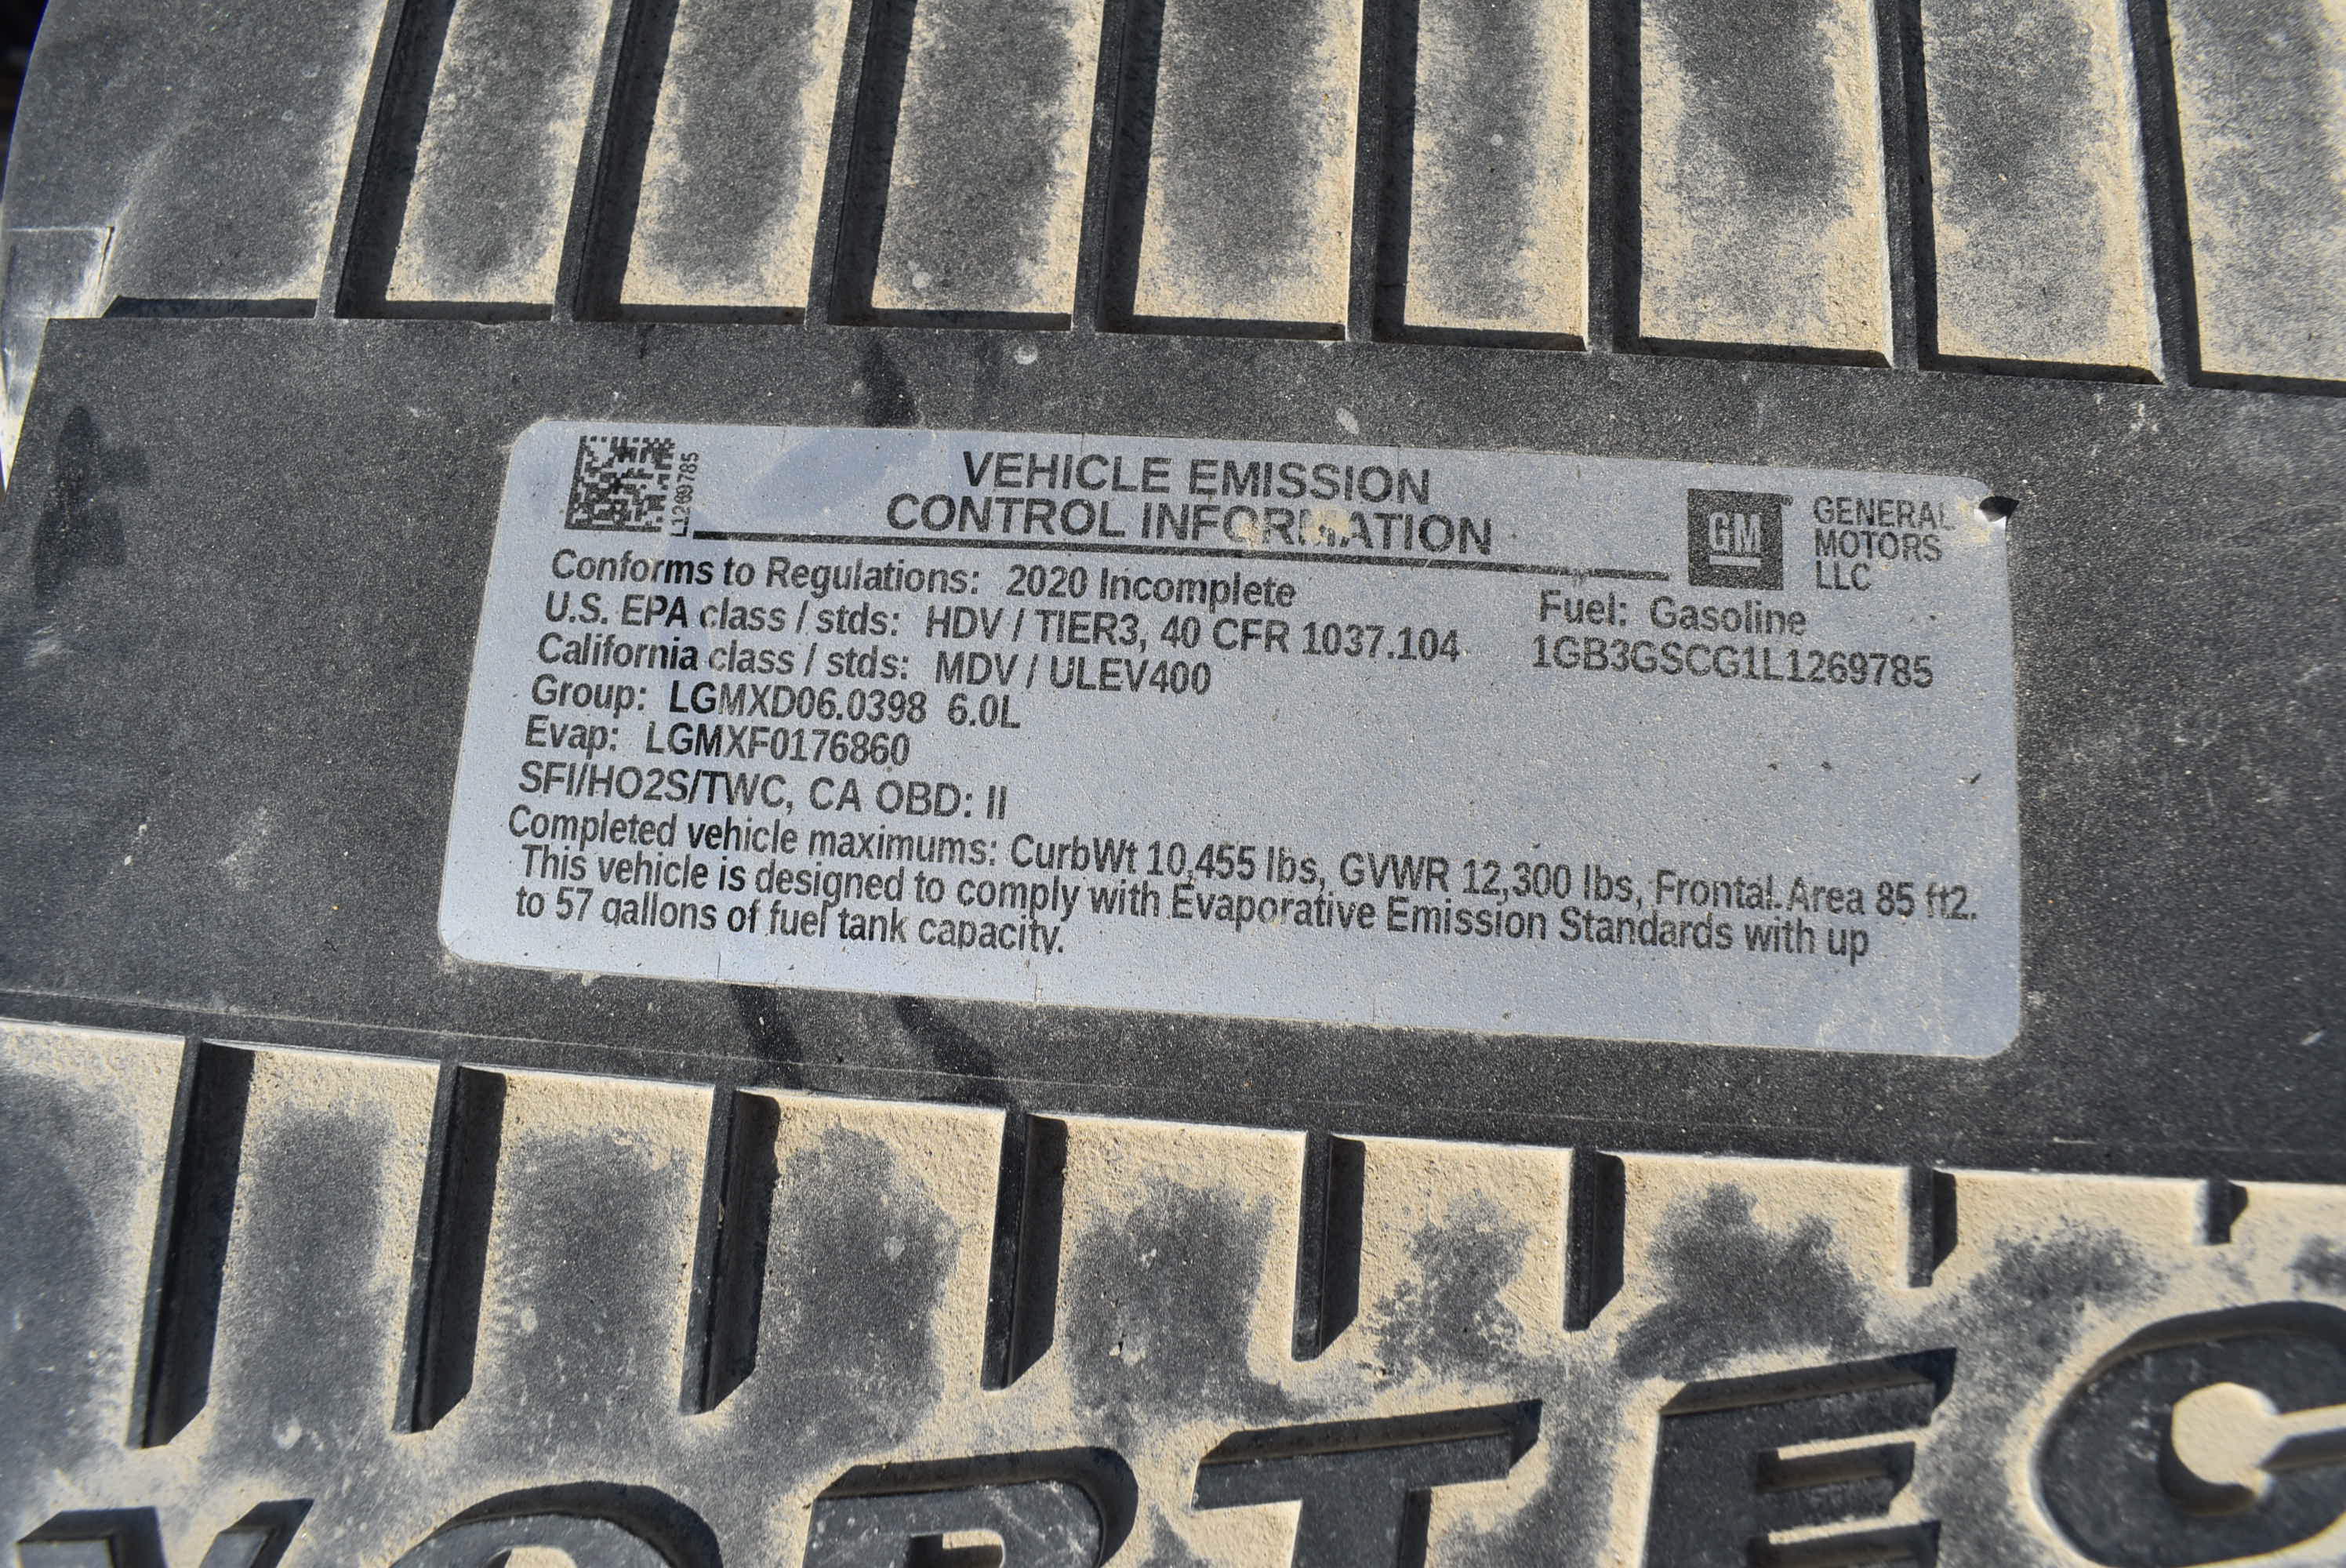 L1269785
VEHICLE EMISSION
CONTROL INFORMATION
GM
GENERAL
MOTORS
LLC
Conforms to Regulations: 2020 Incomplete
Fuel: Gasoline
U.S. EPA class / stds: HDV / TIER3, 40 CFR 1037.104
1GB3GSCG1L1269785
California class / stds: MDV / ULEV400
Group: LGMXD06.0398 6.0L
Evap: LGMXF0176860
SFI/HO2S/TWC, CA OBD: II
Completed vehicle maximums: CurbWt 10,455 lbs, GVWR 12,300 lbs, Frontal Area 85 ft2.
This vehicle is designed to comply with Evaporative Emission Standards with up
to 57 gallons of fuel tank capacity.
VORTEC